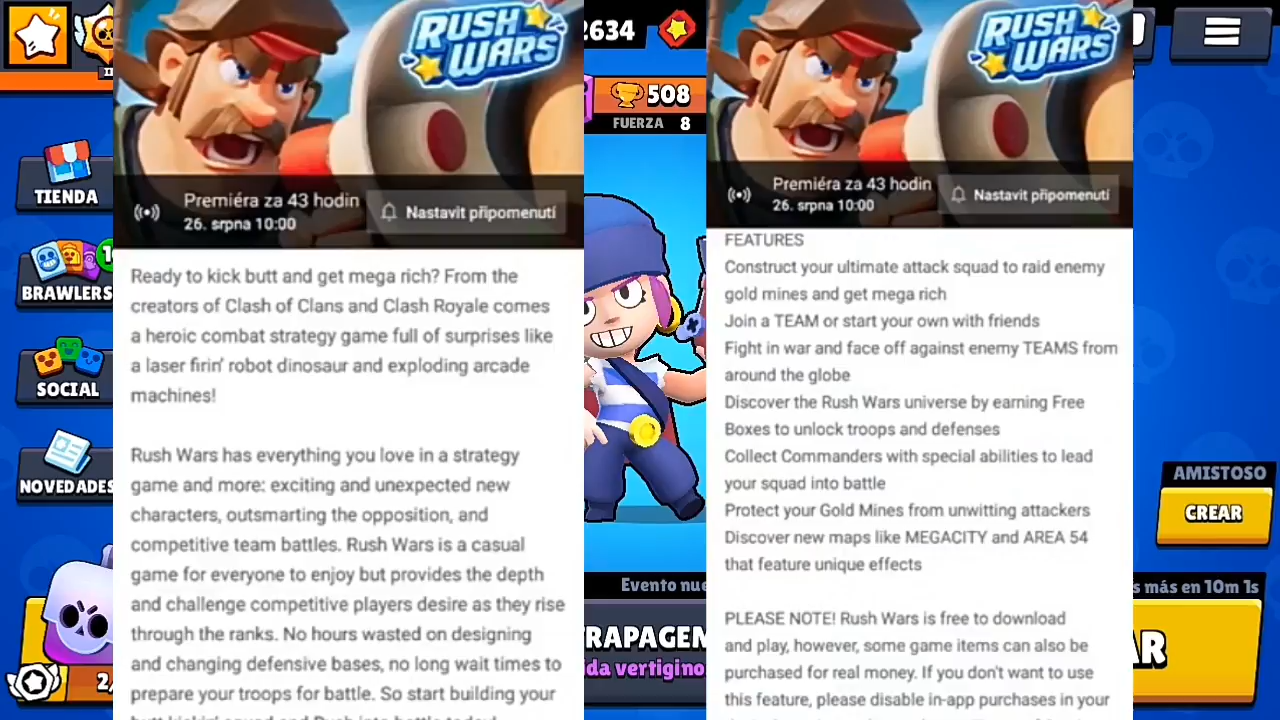 RUSH
WARS
Premiéra za 43 hodin
26. srpna 10:00
Nastavit připomenutí
Ready to kick butt and get mega rich? From the
creators of Clash of Clans and Clash Royale comes
a heroic combat strategy game full of surprises like
a laser firin' robot dinosaur and exploding arcade
machines!
Rush Wars has everything you love in a strategy
game and more: exciting and unexpected new
characters, outsmarting the opposition, and
competitive team battles. Rush Wars is a casual
game for everyone to enjoy but provides the depth
and challenge competitive players desire as they rise
through the ranks. No hours wasted on designing
and changing defensive bases, no long wait times to
prepare your troops for battle. So start building your
RUSH
WARS
Premiéra za 43 hodin
26. srpna 10:00
Nastavit připomenutí
FEATURES
Construct your ultimate attack squad to raid enemy
gold mines and get mega rich
Join a TEAM or start your own with friends
Fight in war and face off against enemy TEAMS from
around the globe
Discover the Rush Wars universe by earning Free
Boxes to unlock troops and defenses
Collect Commanders with special abilities to lead
your squad into battle
Protect your Gold Mines from unwitting attackers
Discover new maps like MEGACITY and AREA 54
that feature unique effects
PLEASE NOTE! Rush Wars is free to download
and play, however, some game items can also be
purchased for real money. If you don't want to use
this feature, please disable in-app purchases in your
TIENDA
BRAWLERS
SOCIAL
NOVEDADES
2634
508
FUERZA 8
Evento nue
RAPAGEM
ida vertigino
AMISTOSO
CREAR
s más en 10m 1s
AR